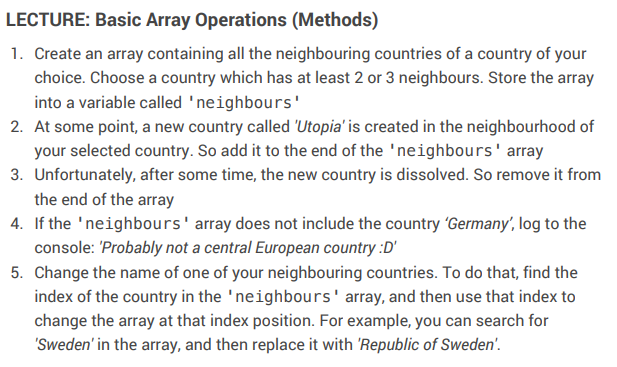 LECTURE: Basic Array Operations (Methods)
1. Create an array containing all the neighbouring countries of a country of your
choice. Choose a country which has at least 2 or 3 neighbours. Store the array
into a variable called 'neighbours'
2. At some point, a new country called 'Utopia' is created in the neighbourhood of
your selected country. So add it to the end of the 'neighbours' array
3. Unfortunately, after some time, the new country is dissolved. So remove it from
the end of the array
4. If the 'neighbours' array does not include the country ‘Germany’, log to the
console: 'Probably not a central European country :D'
5. Change the name of one of your neighbouring countries. To do that, find the
index of the country in the 'neighbours' array, and then use that index to
change the array at that index position. For example, you can search for
'Sweden' in the array, and then replace it with 'Republic of Sweden'.